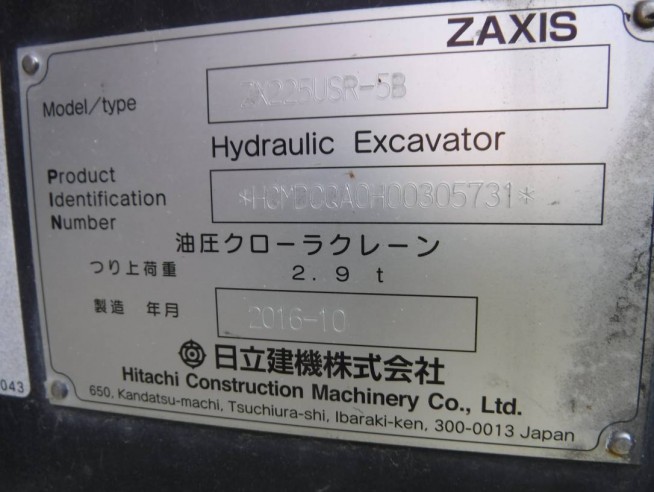 ZAXIS
Model/type ZX225USR-5B
Hydraulic Excavator
Product
Identification
Number
*HCMDCQA0H00305731*
油圧クローラクレーン
つり上荷重 2.9 t
製造 年月 2016-10
日立建機株式会社
Hitachi Construction Machinery Co., Ltd.
650, Kandatsu-machi, Tsuchiura-shi, Ibaraki-ken, 300-0013 Japan
043